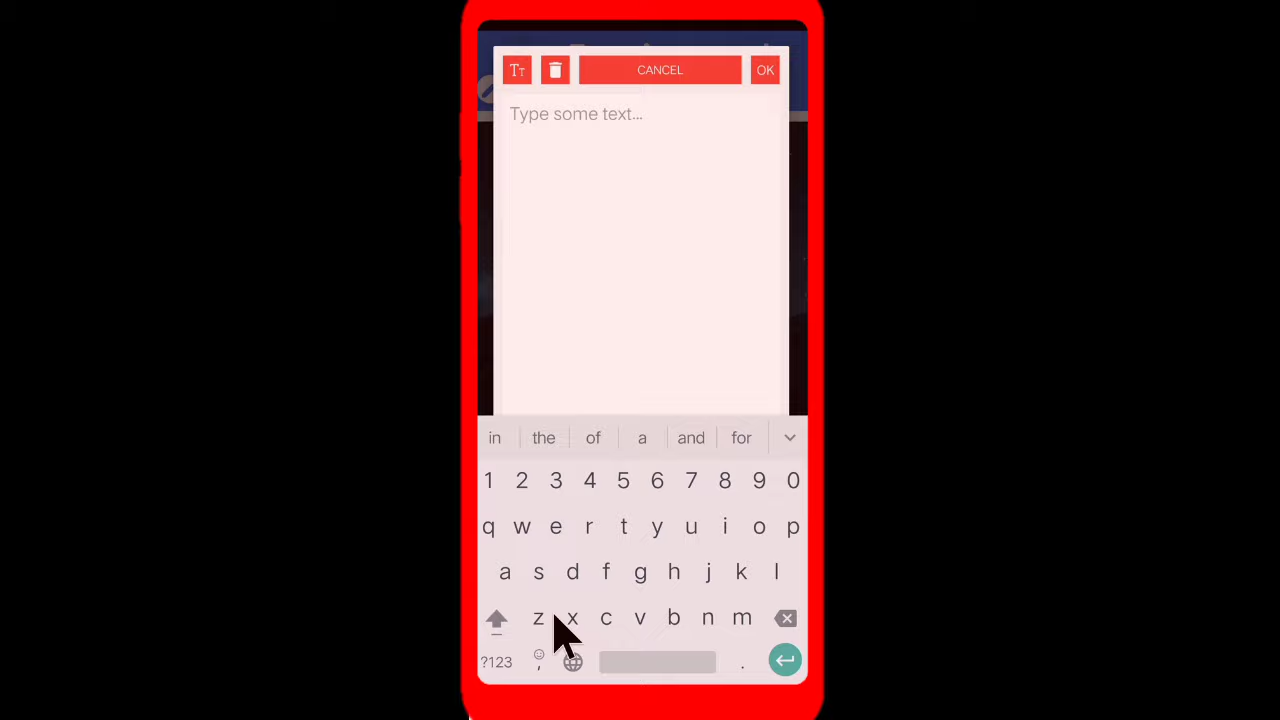 TT CANCEL OK
Type some text...
in the of a and for
1 2 3 4 5 6 7 8 9 0
q w e r t y u i o p
a s d f g h j k l
z x c v b n m
?123 , .